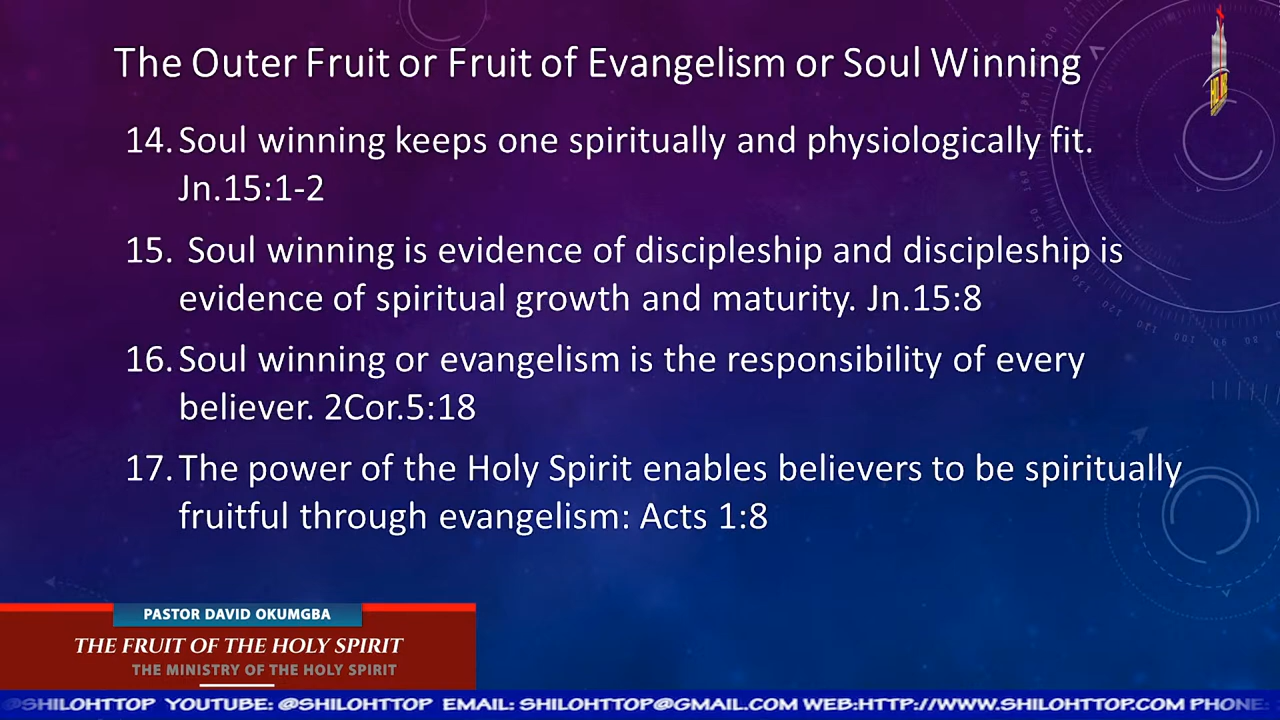 The Outer Fruit or Fruit of Evangelism or Soul Winning
14. Soul winning keeps one spiritually and physiologically fit.
Jn.15:1-2
15. Soul winning is evidence of discipleship and discipleship is
evidence of spiritual growth and maturity. Jn.15:8
16. Soul winning or evangelism is the responsibility of every
believer. 2Cor.5:18
17. The power of the Holy Spirit enables believers to be spiritually
fruitful through evangelism: Acts 1:8
PASTOR DAVID OKUMGBA
THE FRUIT OF THE HOLY SPIRIT
THE MINISTRY OF THE HOLY SPIRIT
@SHILOHTTOP YOUTUBE: @SHILOHTTOP EMAIL: SHILOHTTOP@GMAIL.COM WEB:HTTP://WWW.SHILOHTTOP.COM PHONE: